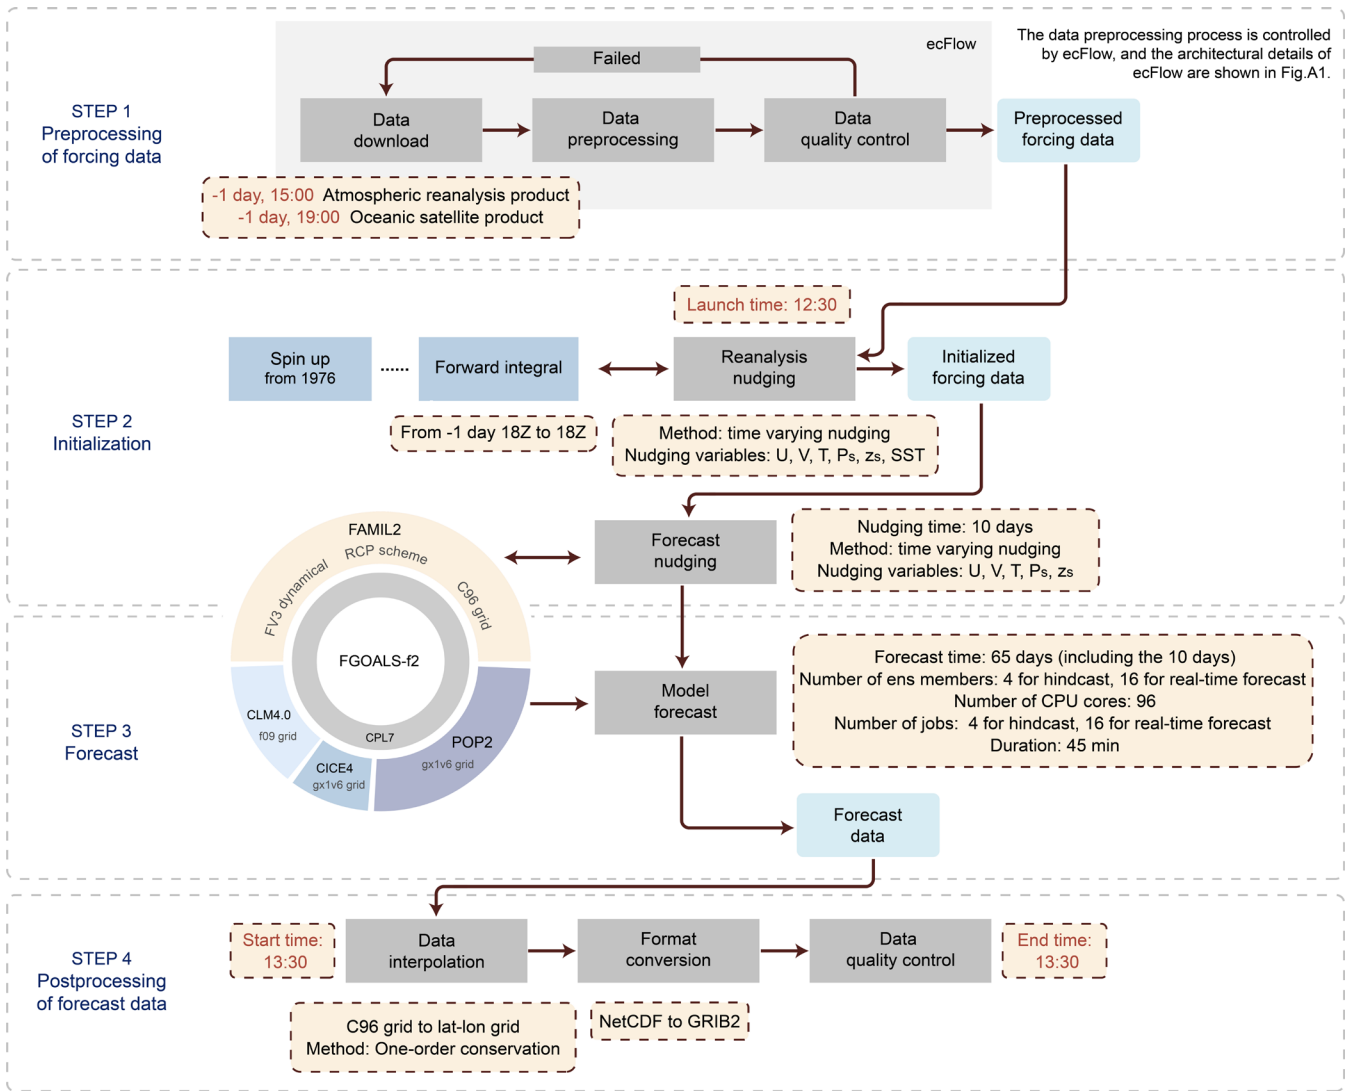 The data preprocessing process is controlled
by ecFlow, and the architectural details of
ecFlow are shown in Fig.A1.
ecFlow
Failed
STEP 1
Preprocessing
of forcing data
Data
download
Data
preprocessing
Data
quality control
Preprocessed
forcing data
-1 day, 15:00 Atmospheric reanalysis product
-1 day, 19:00 Oceanic satellite product
STEP 2
Initialization
Launch time: 12:30
Spin up
from 1976
......
Forward integral
Reanalysis
nudging
Initialized
forcing data
From -1 day 18Z to 18Z
Method: time varying nudging
Nudging variables: U, V, T, Ps, zs, SST
Forecast
nudging
Nudging time: 10 days
Method: time varying nudging
Nudging variables: U, V, T, Ps, zs
FAMIL2
RCP scheme
FV3 dynamical
C96 grid
FGOALS-f2
CPL7
CLM4.0
f09 grid
CICE4
gx1v6 grid
POP2
gx1v6 grid
STEP 3
Forecast
Model
forecast
Forecast time: 65 days (including the 10 days)
Number of ens members: 4 for hindcast, 16 for real-time forecast
Number of CPU cores: 96
Number of jobs: 4 for hindcast, 16 for real-time forecast
Duration: 45 min
Forecast
data
STEP 4
Postprocessing
of forecast data
Start time:
13:30
Data
interpolation
Format
conversion
Data
quality control
End time:
13:30
C96 grid to lat-lon grid
Method: One-order conservation
NetCDF to GRIB2